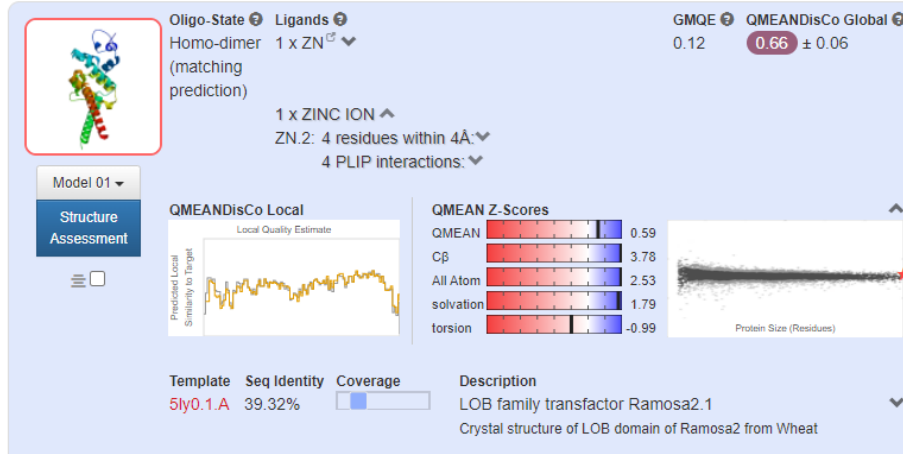 Oligo-State Ligands GMQE QMEANDisCo Global
Homo-dimer 1 x ZN 0.12 0.66 ± 0.06
(matching
prediction)
1 x ZINC ION
ZN.2: 4 residues within 4Å:
4 PLIP interactions:
Model 01
Structure
Assessment
QMEANDisCo Local QMEAN Z-Scores
Local Quality Estimate
Predicted Local
Similarity to Target
QMEAN 0.59
Cβ 3.78
All Atom 2.53
solvation 1.79
torsion -0.99
Protein Size (Residues)
Template Seq Identity Coverage Description
5ly0.1.A 39.32% LOB family transfactor Ramosa2.1
Crystal structure of LOB domain of Ramosa2 from Wheat